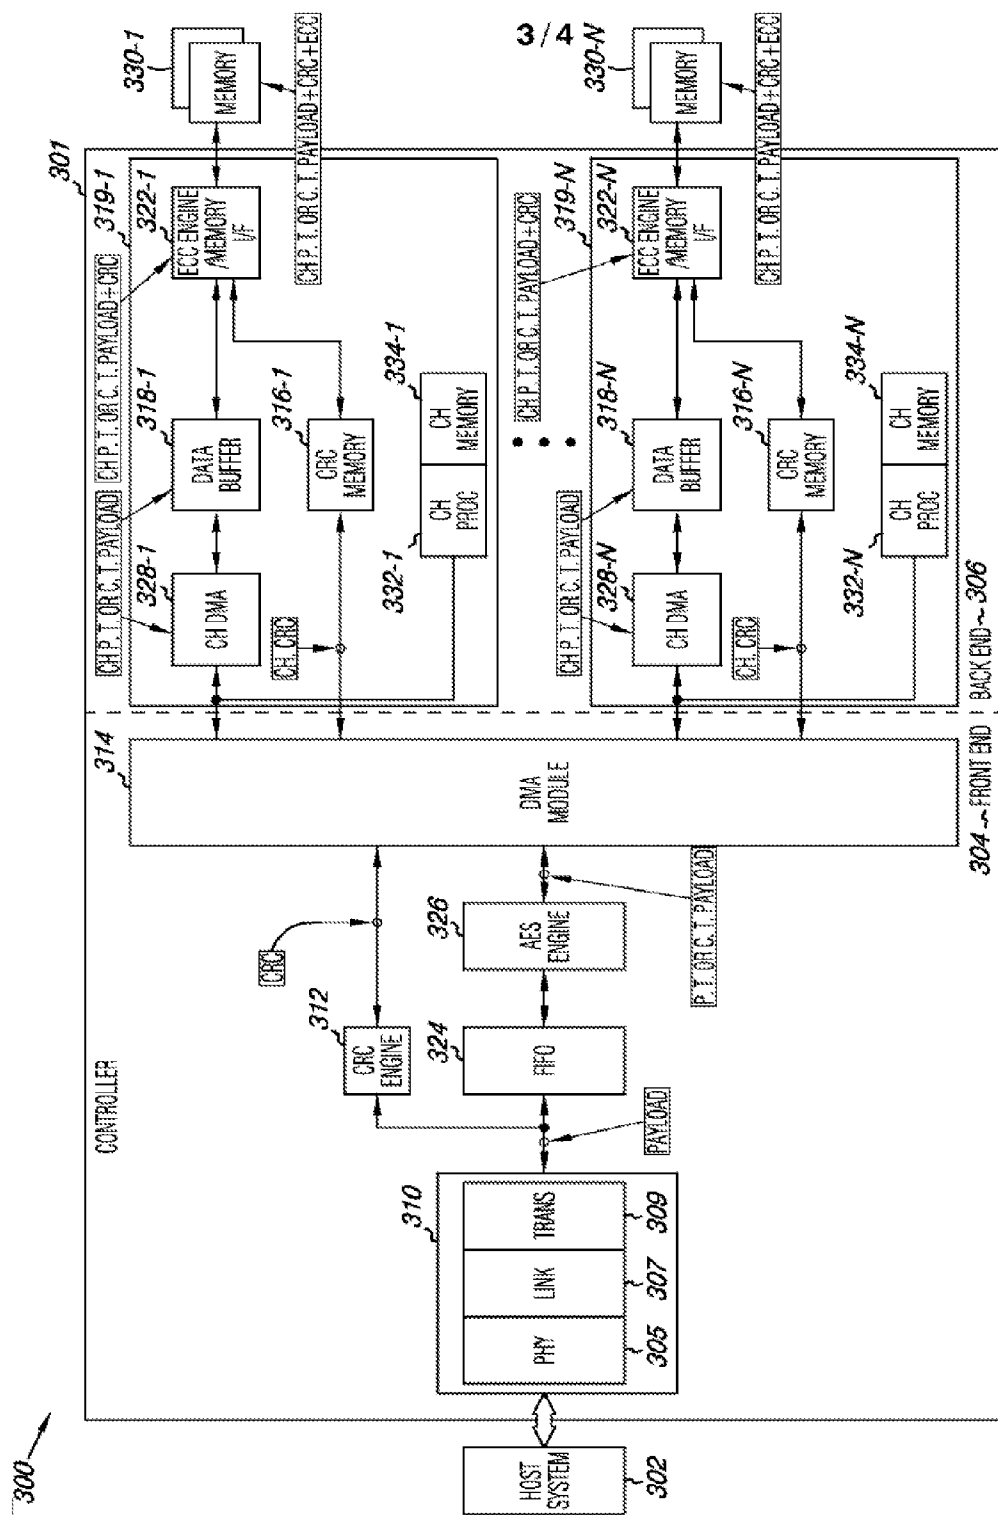 3/4
300
HOST
SYSTEM
302
CONTROLLER
301
310
PHY
LINK
TRANS
305
307
309
PAYLOAD
CRC
312
CRC
ENGINE
324
FIFO
326
AES
ENGINE
P.T. OR C.T. PAYLOAD
314
DMA
MODULE
304 ~ FRONT END
BACK END ~ 306
319-1
CH P.T. OR C.T. PAYLOAD
CH P.T. OR C.T. PAYLOAD+CRC
328-1
CH DMA
318-1
DATA
BUFFER
322-1
ECC ENGINE
/MEMORY
I/F
330-1
MEMORY
CH. CRC
316-1
CRC
MEMORY
332-1
CH
PROC
334-1
CH
MEMORY
CH P.T. OR C.T. PAYLOAD+CRC+ECC
319-N
CH P.T. OR C.T. PAYLOAD
CH P.T. OR C.T. PAYLOAD+CRC
328-N
CH DMA
318-N
DATA
BUFFER
322-N
ECC ENGINE
/MEMORY
I/F
330-N
MEMORY
CH. CRC
316-N
CRC
MEMORY
332-N
CH
PROC
334-N
CH
MEMORY
CH P.T. OR C.T. PAYLOAD+CRC+ECC